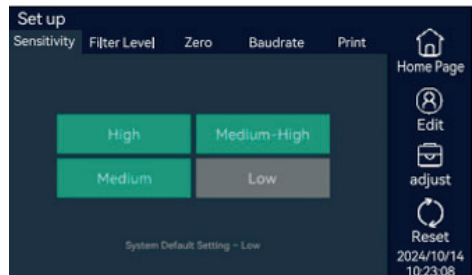 Set up
Sensitivity Filter Level Zero Baudrate Print
Home Page
Edit
adjust
Reset
2024/10/14
10:23:08
High Medium-High
Medium Low
System Default Setting - Low